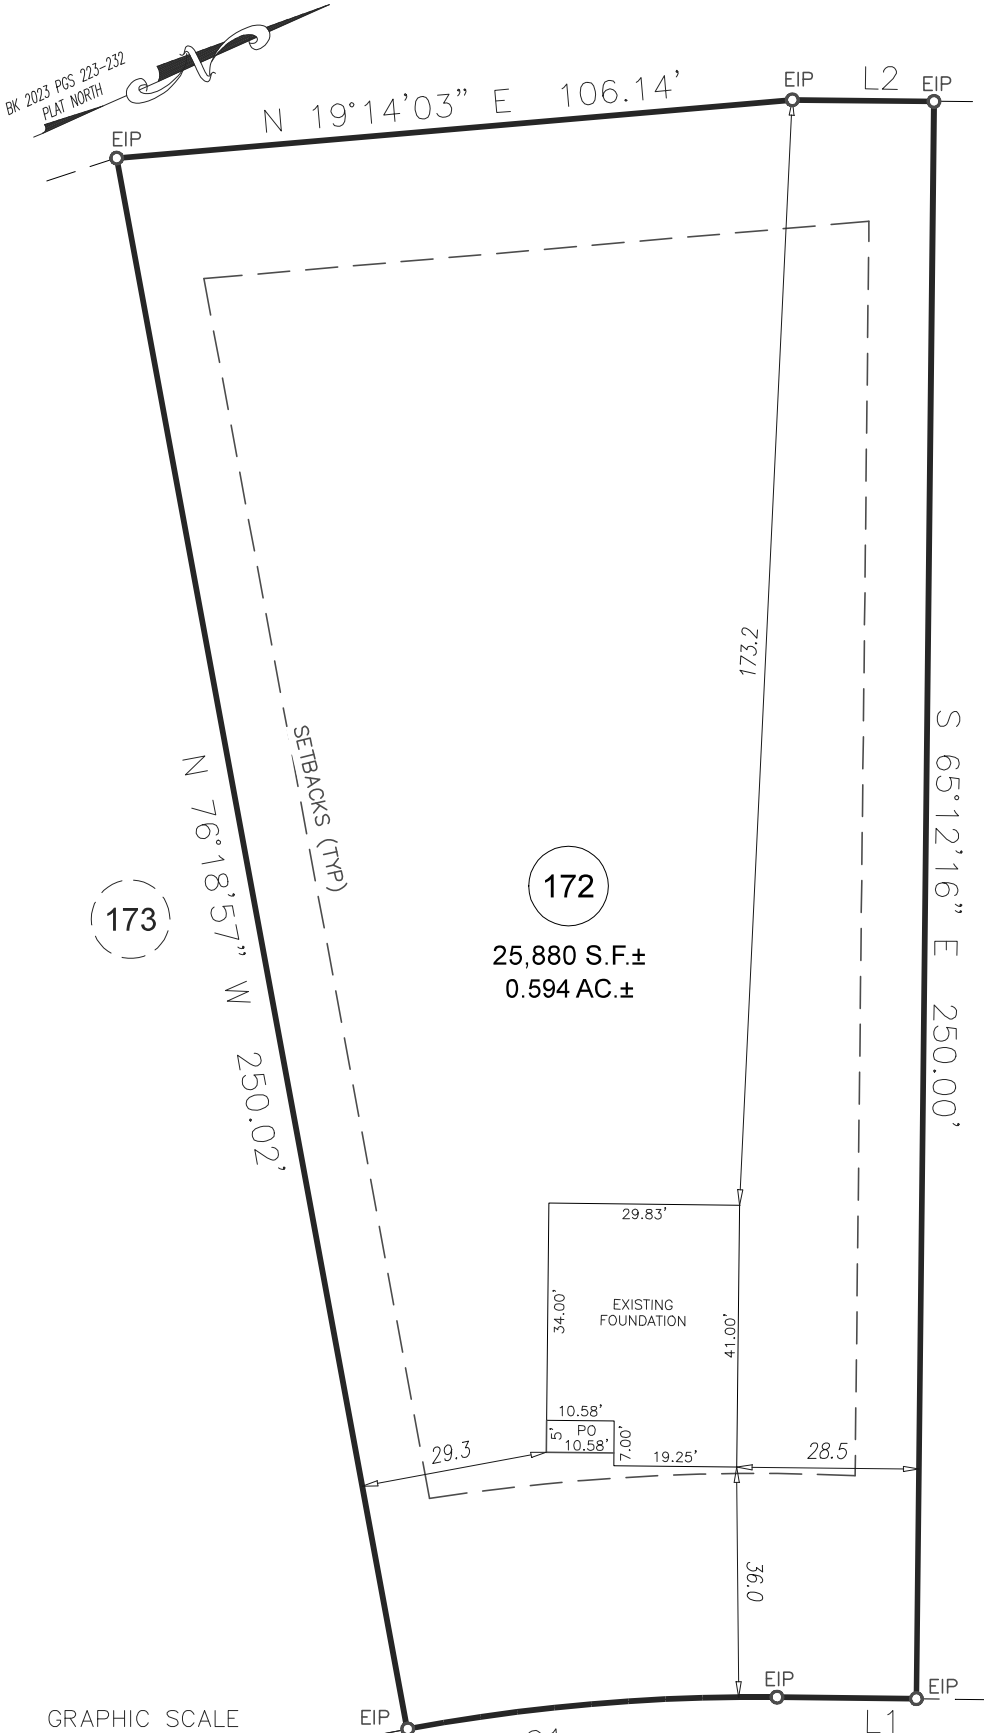 BK 2023 PGS 223-232
PLAT NORTH
N
EIP
N 19°14'03" E 106.14'
EIP
L2
EIP
173.2
SETBACKS (TYP)
N 76°18'57" W 250.02'
S 65°12'16" E 250.00'
173
172
25,880 S.F.±
0.594 AC.±
29.83'
34.00'
EXISTING
FOUNDATION
41.00'
10.58'
5'
PO
10.58'
7.00'
19.25'
29.3
28.5
36.0
EIP
EIP
EIP
L1
GRAPHIC SCALE